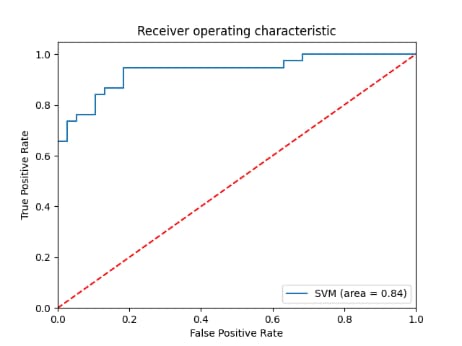 Receiver operating characteristic
1.0
0.8
0.6
0.4
0.2
0.0
True Positive Rate
SVM (area = 0.84)
0.0 0.2 0.4 0.6 0.8 1.0
False Positive Rate